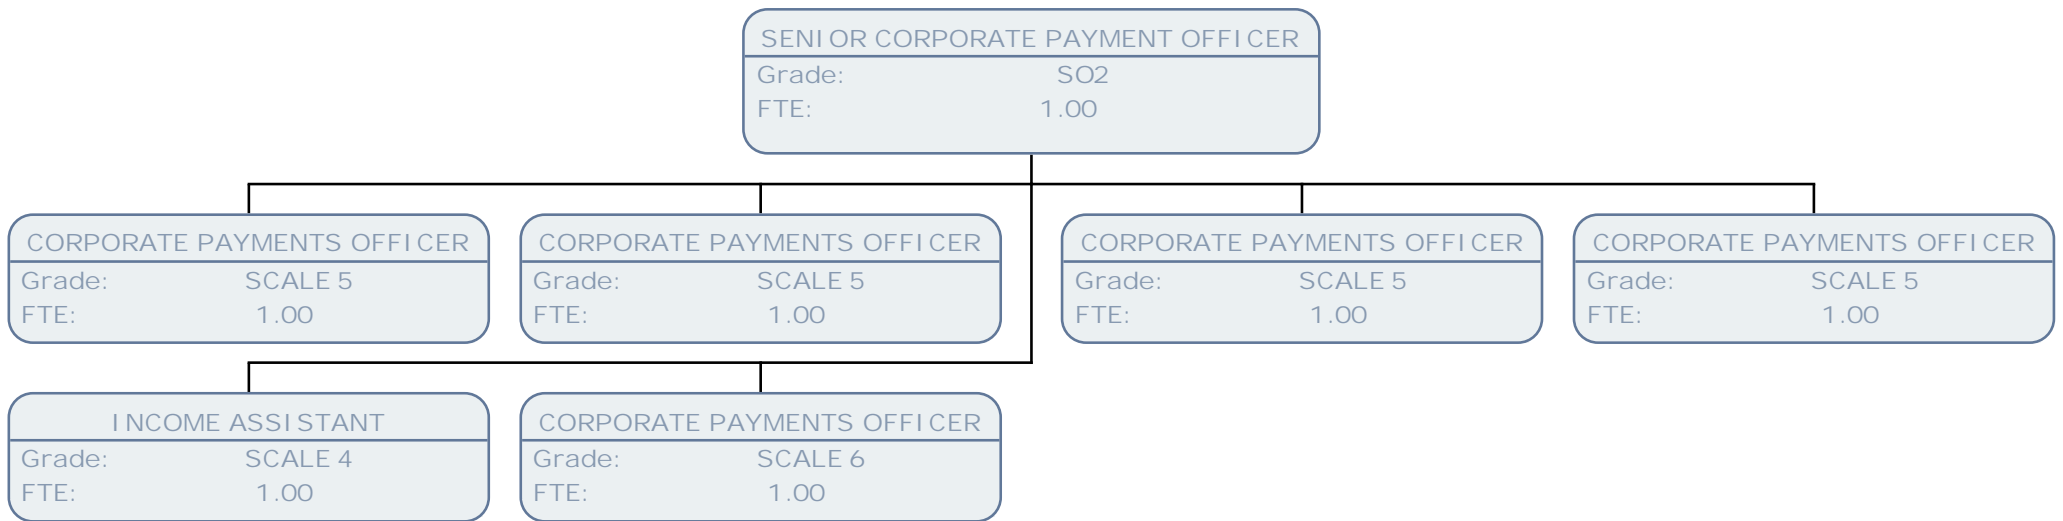 SENIOR CORPORATE PAYMENT OFFICER
Grade: SO2
FTE: 1.00
CORPORATE PAYMENTS OFFICER
Grade: SCALE 5
FTE: 1.00
CORPORATE PAYMENTS OFFICER
Grade: SCALE 5
FTE: 1.00
CORPORATE PAYMENTS OFFICER
Grade: SCALE 5
FTE: 1.00
CORPORATE PAYMENTS OFFICER
Grade: SCALE 5
FTE: 1.00
INCOME ASSISTANT
Grade: SCALE 4
FTE: 1.00
CORPORATE PAYMENTS OFFICER
Grade: SCALE 6
FTE: 1.00